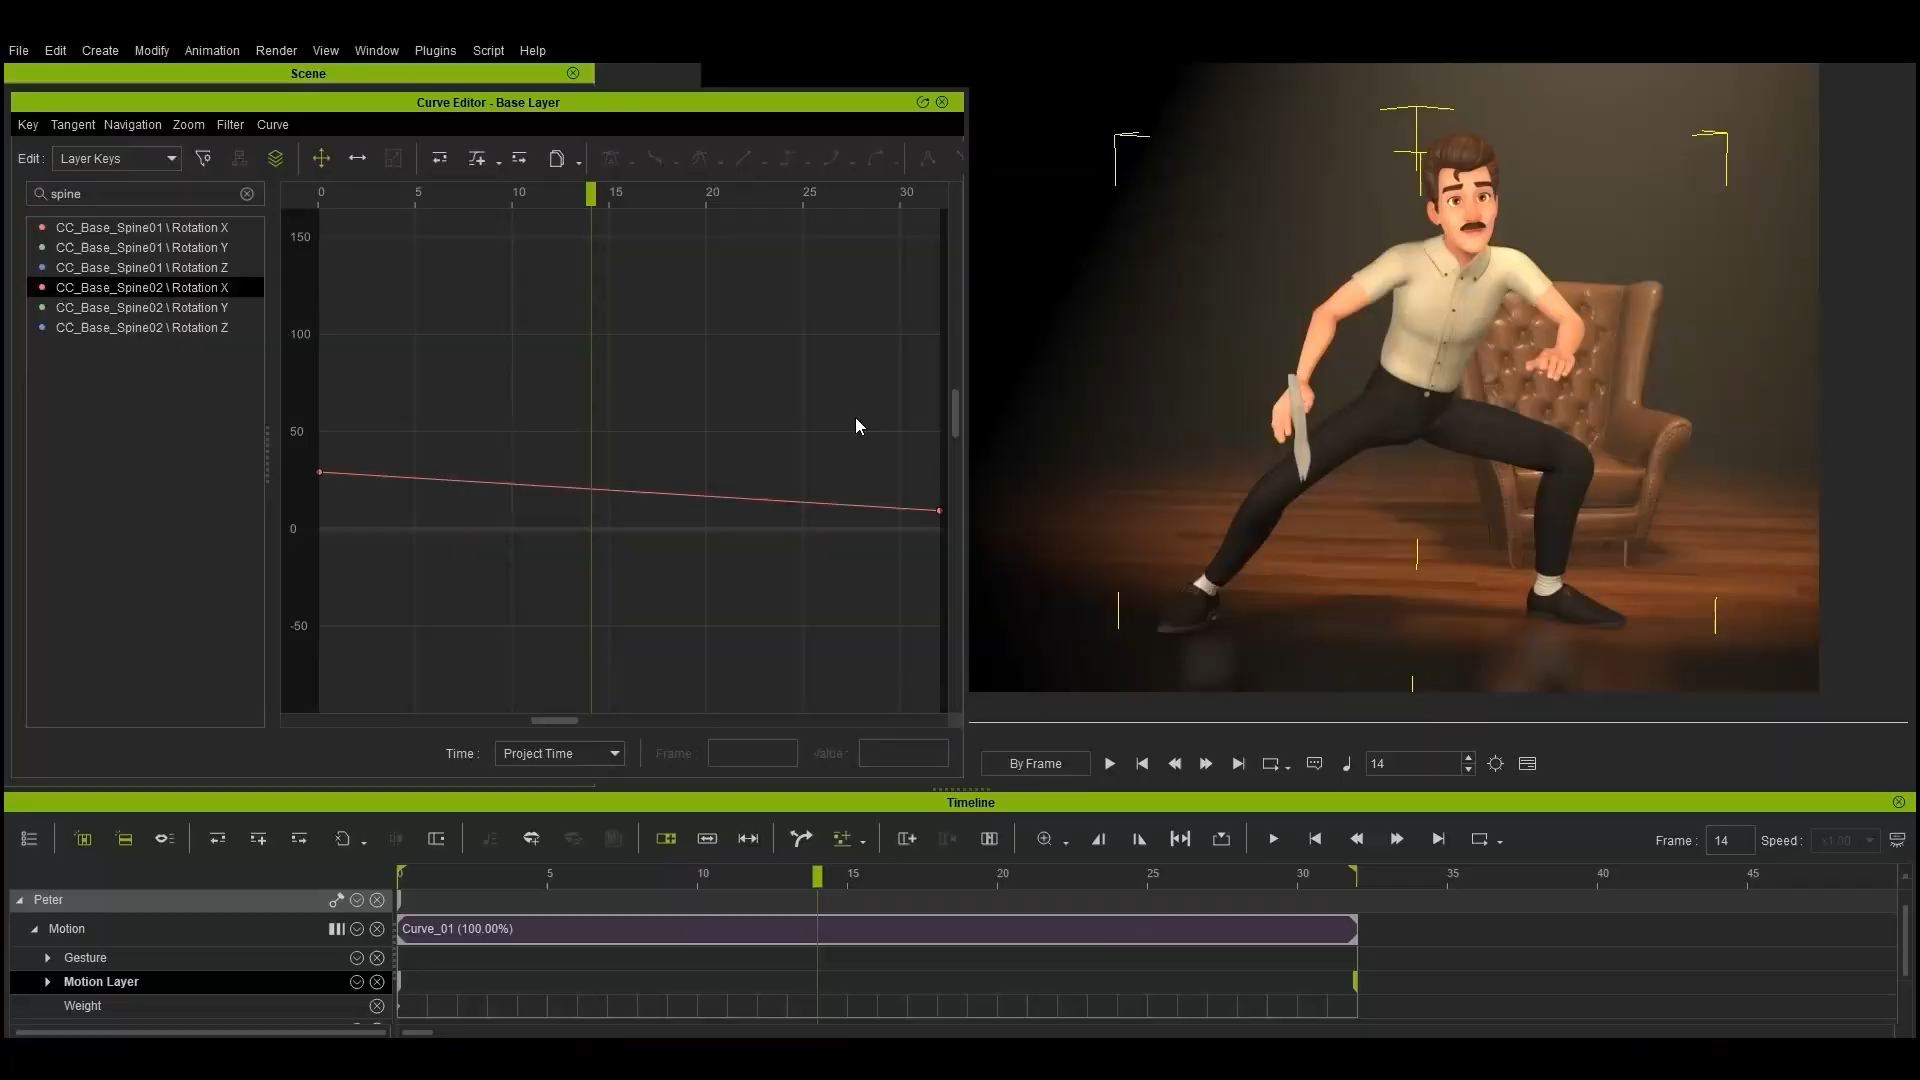 File Edit Create Modify Animation Render View Window Plugins Script Help
Scene
Curve Editor - Base Layer
Key Tangent Navigation Zoom Filter Curve
Edit : Layer Keys
spine
0 5 10 15 20 25 30
CC_Base_Spine01 \ Rotation X
CC_Base_Spine01 \ Rotation Y
CC_Base_Spine01 \ Rotation Z
CC_Base_Spine02 \ Rotation X
CC_Base_Spine02 \ Rotation Y
CC_Base_Spine02 \ Rotation Z
150
100
50
0
-50
Time : Project Time Frame : Value :
By Frame 14
Timeline
Frame : 14 Speed : x1.00
0 5 10 15 20 25 30 35 40 45
Peter
Motion
Curve_01 (100.00%)
Gesture
Motion Layer
Weight